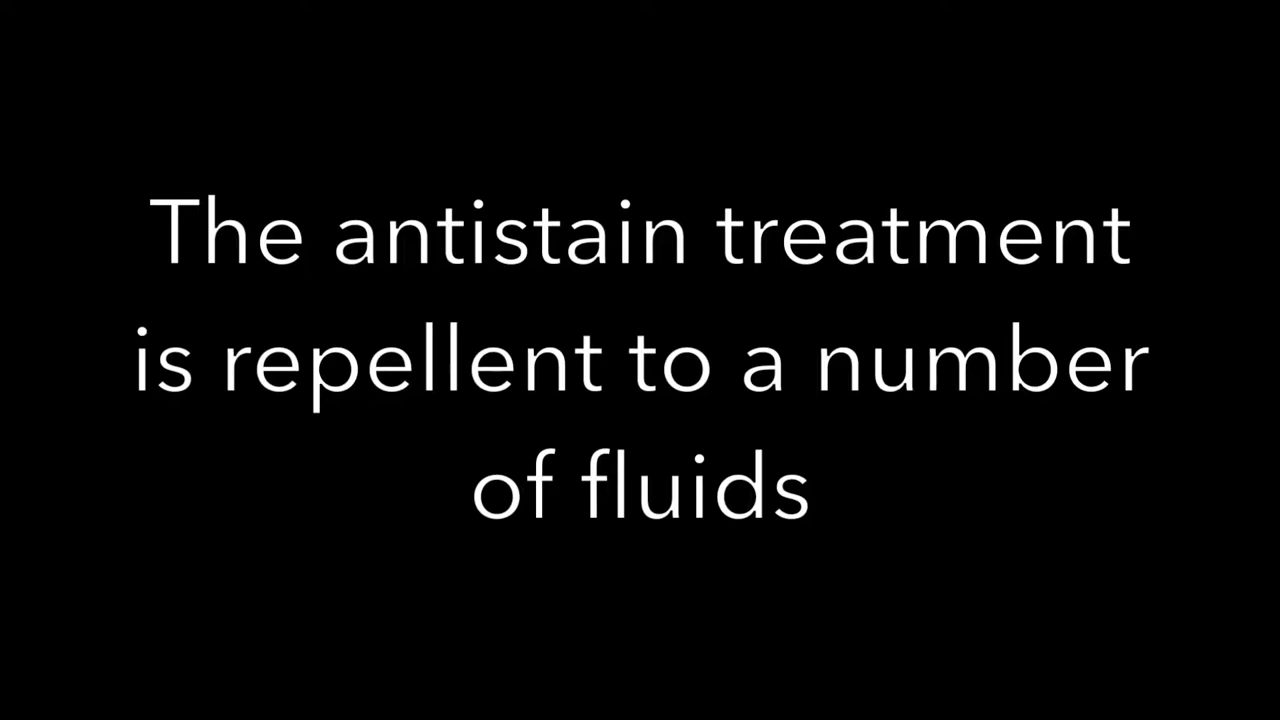 The antistain treatment
is repellent to a number
of fluids